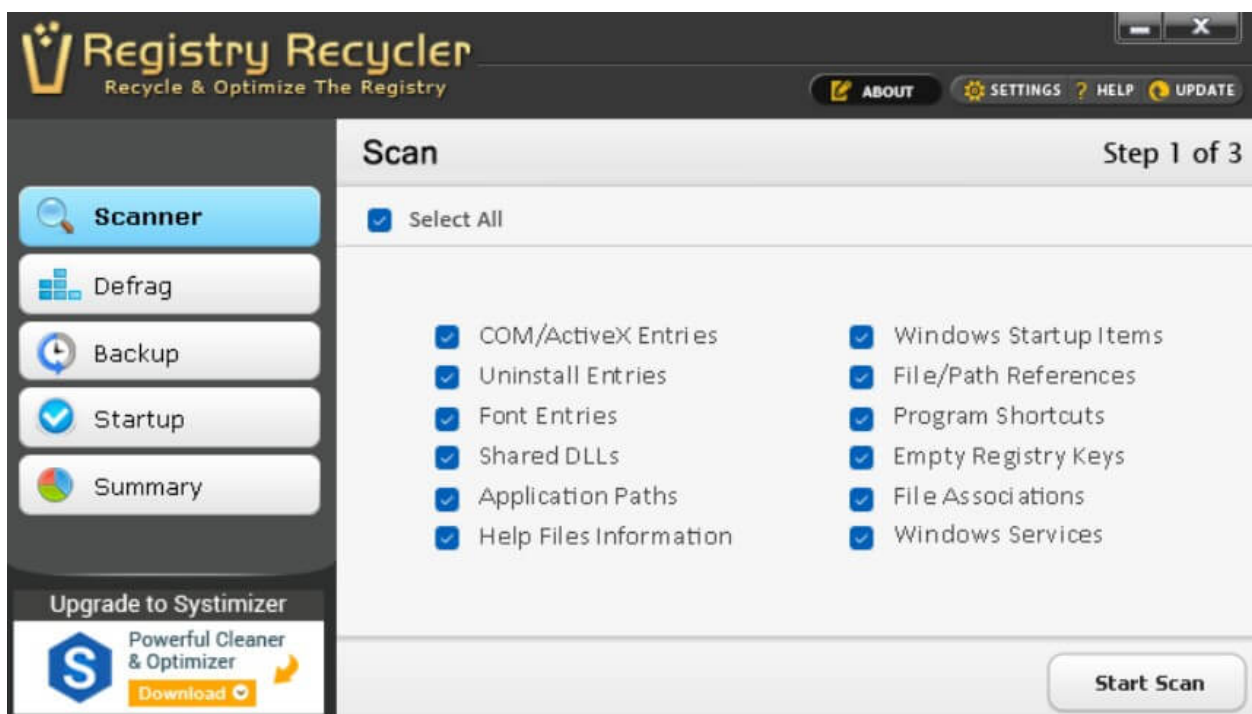 Registry Recycler
Recycle & Optimize The Registry
ABOUT
SETTINGS ? HELP UPDATE
Scan
Step 1 of 3
Scanner
Defrag
Backup
Startup
Summary
Select All
COM/ActiveX Entries
Uninstall Entries
Font Entries
Shared DLLs
Application Paths
Help Files Information
Windows Startup Items
File/Path References
Program Shortcuts
Empty Registry Keys
File Associations
Windows Services
Upgrade to Systimizer
S
Powerful Cleaner
& Optimizer
Download
Start Scan